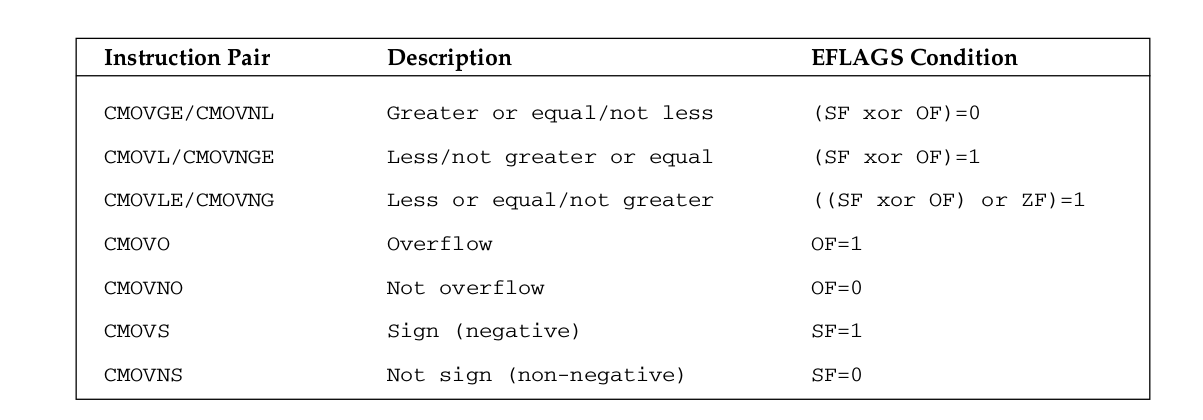 Instruction Pair Description EFLAGS Condition
CMOVGE/CMOVNL Greater or equal/not less (SF xor OF)=0
CMOVL/CMOVNGE Less/not greater or equal (SF xor OF)=1
CMOVLE/CMOVNG Less or equal/not greater ((SF xor OF) or ZF)=1
CMOVO Overflow OF=1
CMOVNO Not overflow OF=0
CMOVS Sign (negative) SF=1
CMOVNS Not sign (non-negative) SF=0